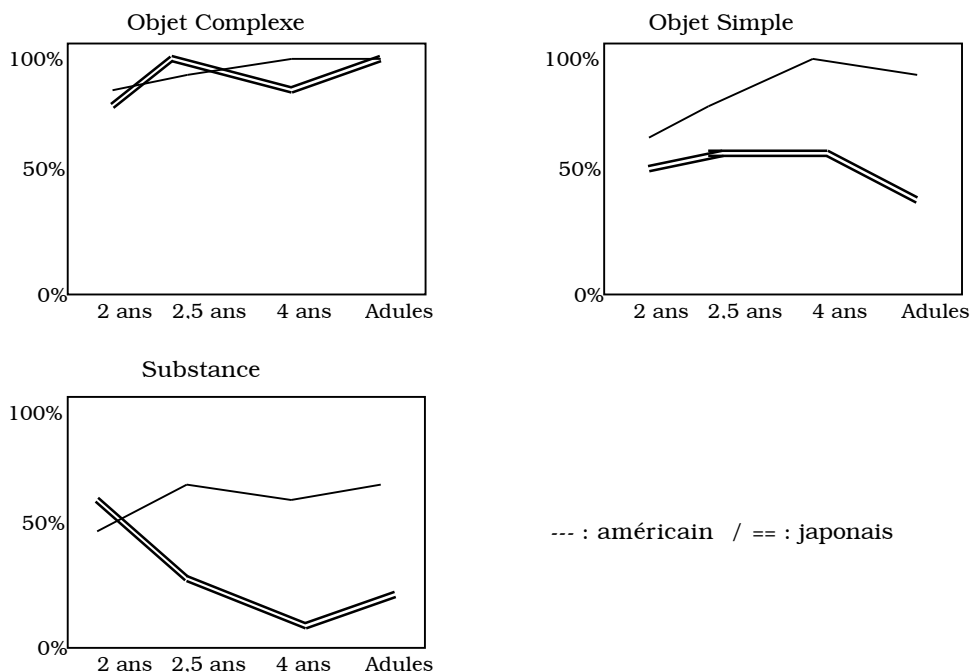 Objet Complexe
100%
50%
0%
2 ans 2,5 ans 4 ans Adules
Objet Simple
100%
50%
0%
2 ans 2,5 ans 4 ans Adules
Substance
100%
50%
0%
2 ans 2,5 ans 4 ans Adules
--- : américain / == : japonais